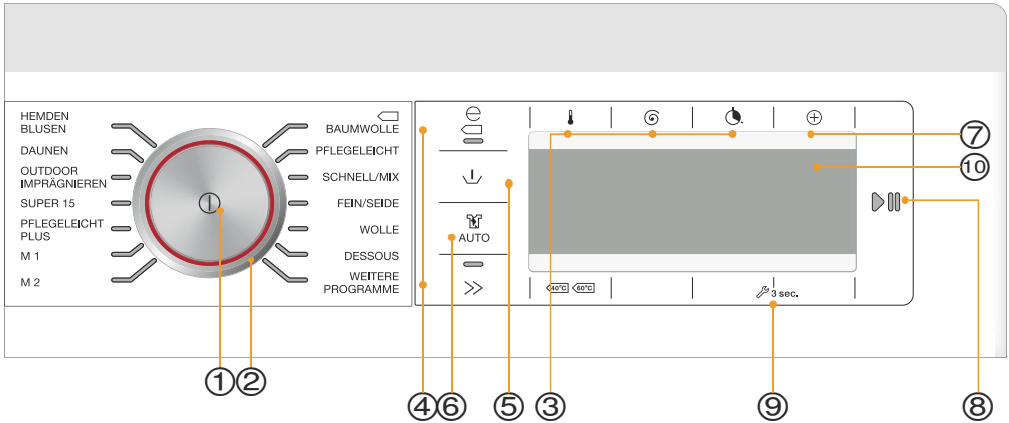 HEMDEN
BLUSEN
DAUNEN
OUTDOOR
IMPRÄGNIEREN
SUPER 15
PFLEGELEICHT
PLUS
M 1
M 2
BAUMWOLLE
PFLEGELEICHT
SCHNELL/MIX
FEIN/SEIDE
WOLLE
DESSOUS
WEITERE
PROGRAMME
AUTO
40°C 60°C
3 sec.
① ②
③
④ ⑥
⑤
⑦
⑩
⑧
⑨